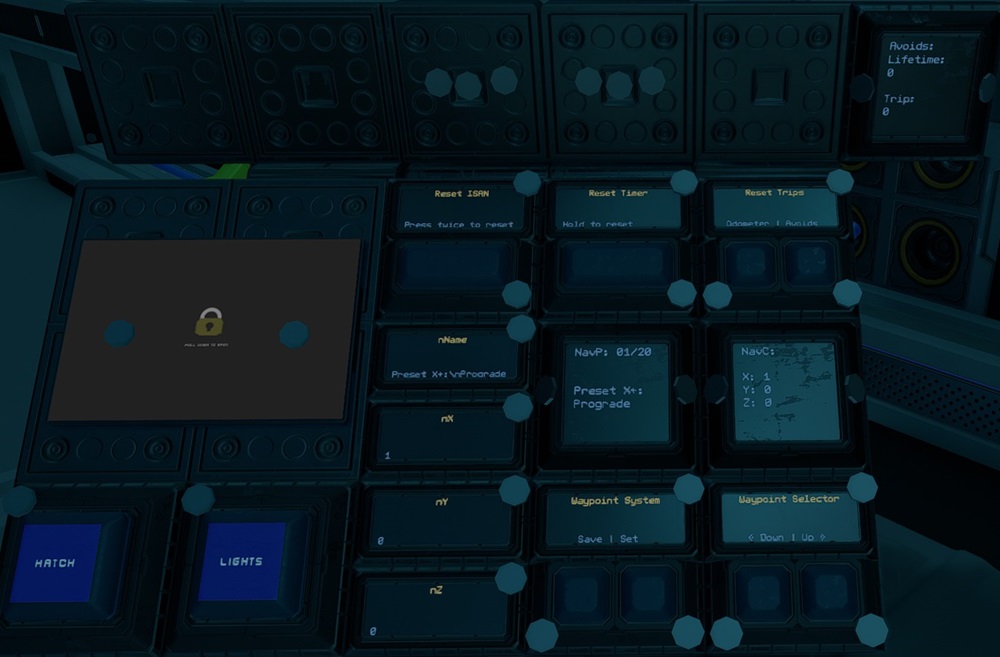 Avoids:
Lifetime:
0
Trip:
0
Reset ISAN
Press twice to reset
Reset Timer
Hold to reset
Reset Trips
Odometer | Avoids
nName
Preset X+:\nPrograde
nX
1
NavP: 01/20
Preset X+:
Prograde
NavC:
X: 1
Y: 0
Z: 0
nY
0
Waypoint System
Save | Set
Waypoint Selector
< Down | Up >
HATCH
LIGHTS
nZ
0